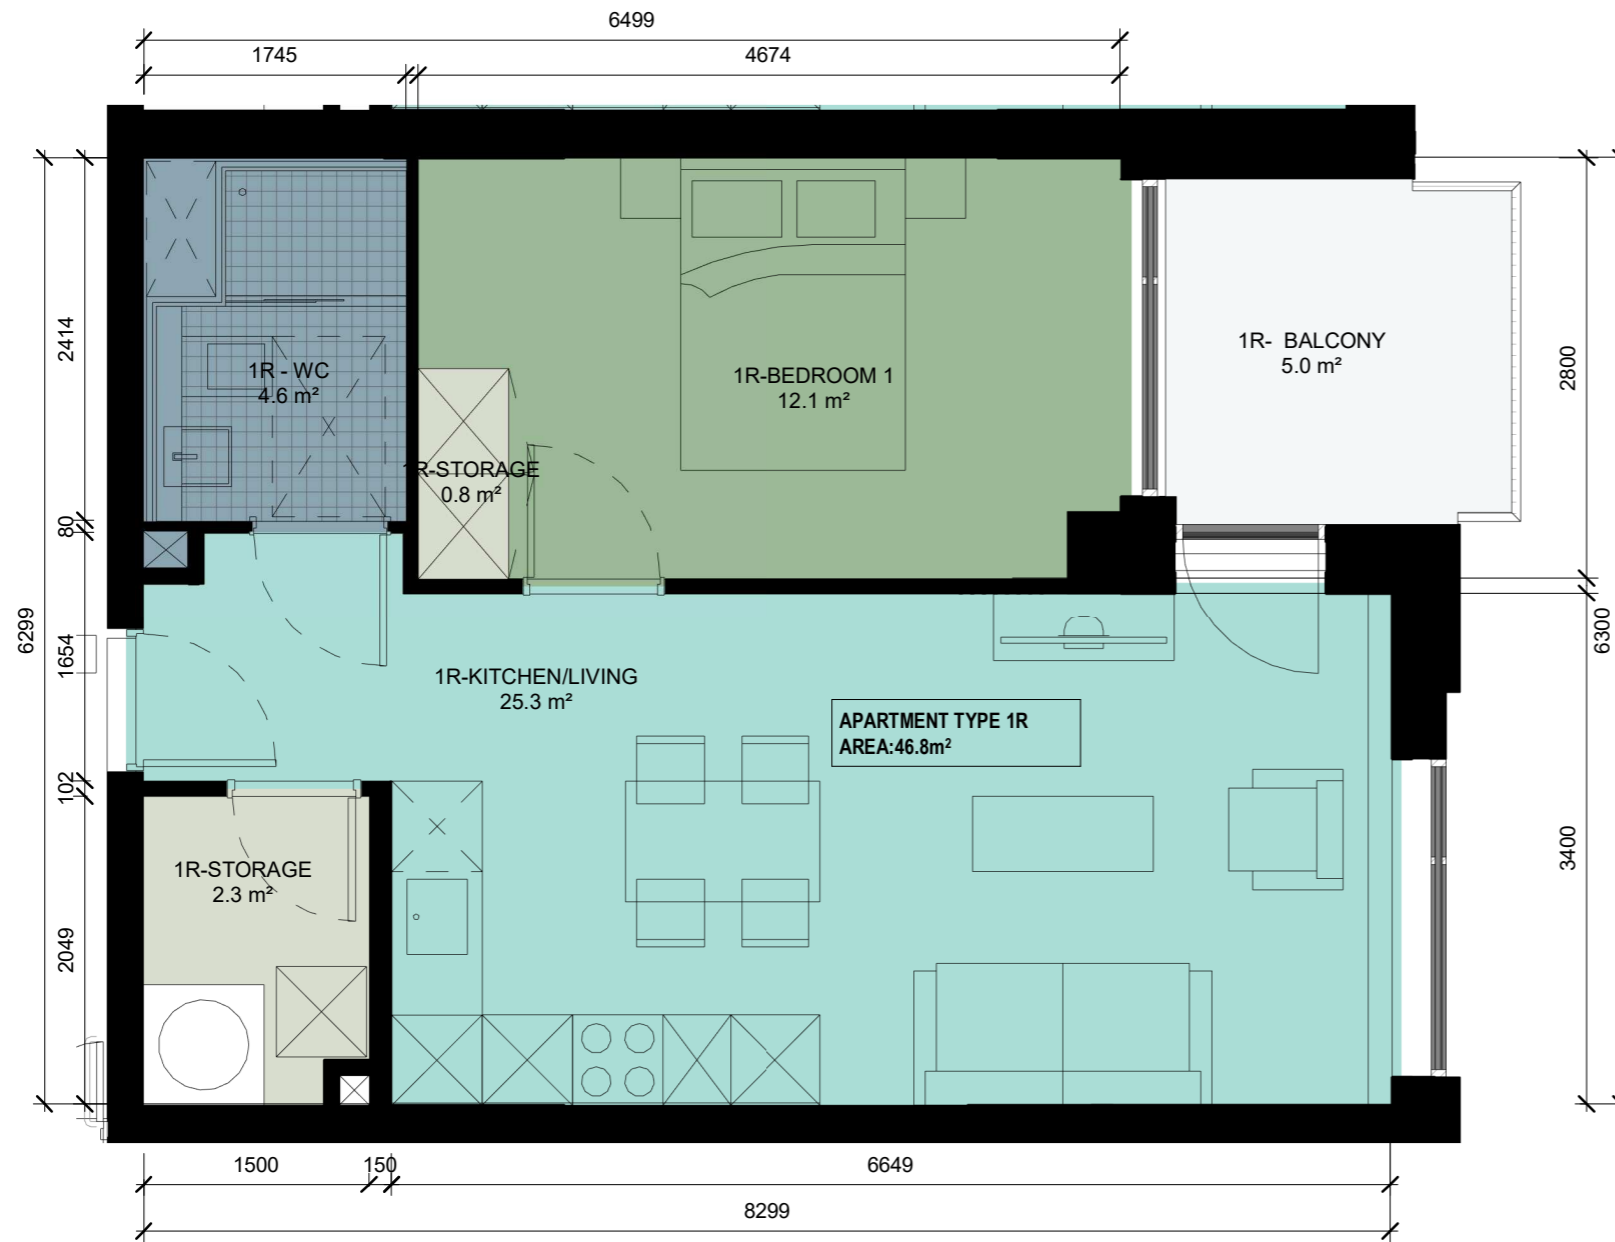 6499
1745
4674
2414
80
6299
1654
102
2049
1R - WC
4.6 m²
1R-STORAGE
0.8 m²
1R-BEDROOM 1
12.1 m²
1R- BALCONY
5.0 m²
2800
6300
3400
1R-KITCHEN/LIVING
25.3 m²
APARTMENT TYPE 1R
AREA:46.8m²
1R-STORAGE
2.3 m²
1500
150
6649
8299